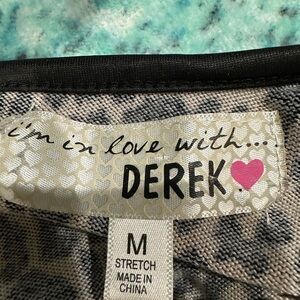 i'm in love with....
DEREK
M
STRETCH
MADE IN
CHINA